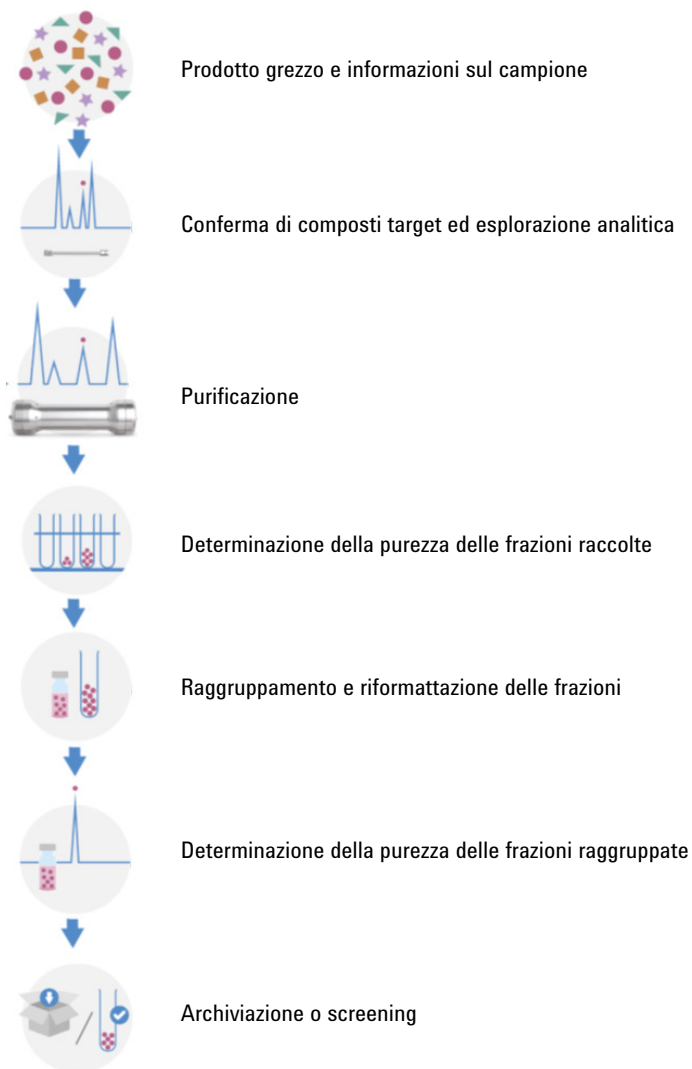 Prodotto grezzo e informazioni sul campione
Conferma di composti target ed esplorazione analitica
Purificazione
Determinazione della purezza delle frazioni raccolte
Raggruppamento e riformattazione delle frazioni
Determinazione della purezza delle frazioni raggruppate
Archiviazione o screening